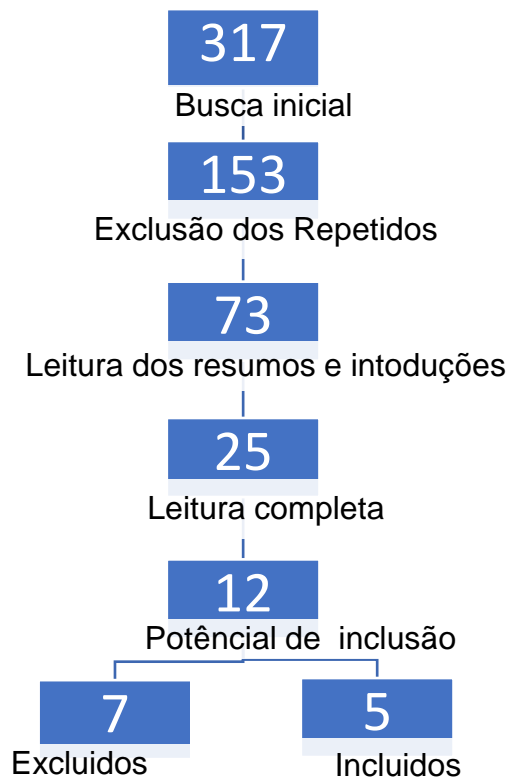 317
Busca inicial
153
Exclusão dos Repetidos
73
Leitura dos resumos e intoduções
25
Leitura completa
12
Potêncial de inclusão
7
Excluidos
5
Incluidos